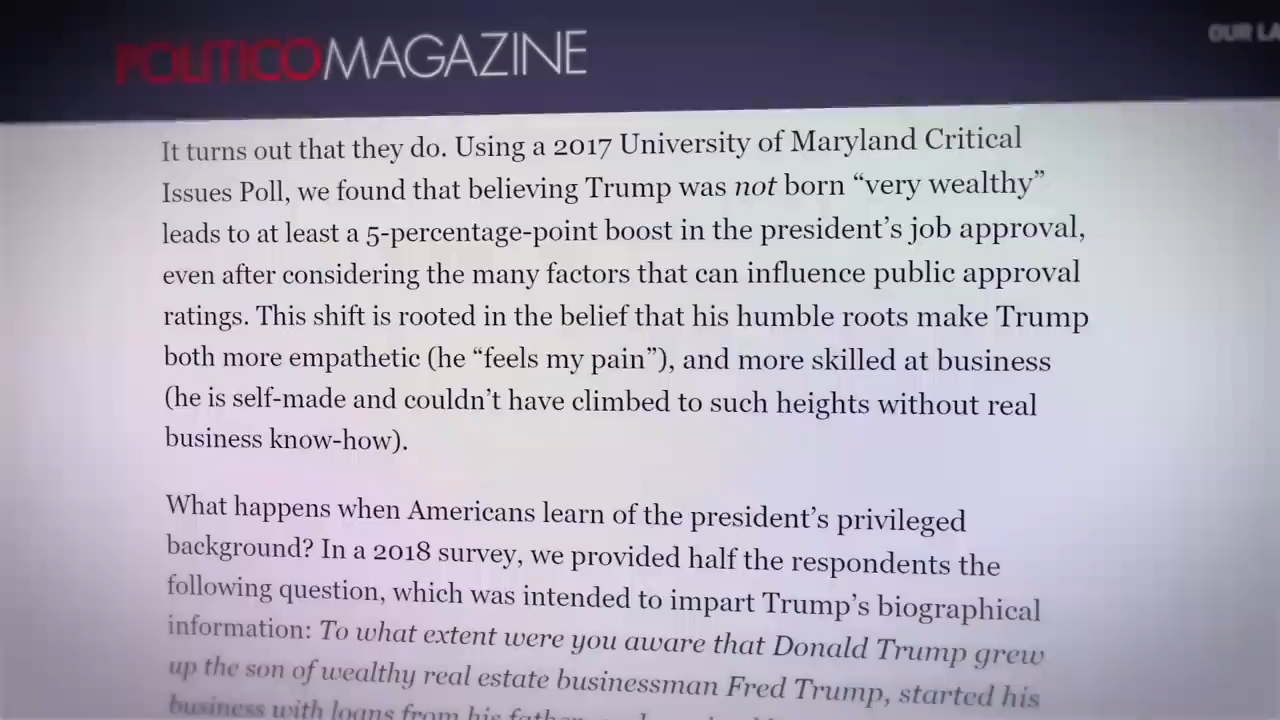 POLITICOMAGAZINE
OUR LA
It turns out that they do. Using a 2017 University of Maryland Critical
Issues Poll, we found that believing Trump was not born “very wealthy”
leads to at least a 5-percentage-point boost in the president’s job approval,
even after considering the many factors that can influence public approval
ratings. This shift is rooted in the belief that his humble roots make Trump
both more empathetic (he “feels my pain”), and more skilled at business
(he is self-made and couldn’t have climbed to such heights without real
business know-how).
What happens when Americans learn of the president’s privileged
background? In a 2018 survey, we provided half the respondents the
following question, which was intended to impart Trump’s biographical
information: To what extent were you aware that Donald Trump grew
up the son of wealthy real estate businessman Fred Trump, started his
business with loans from his father